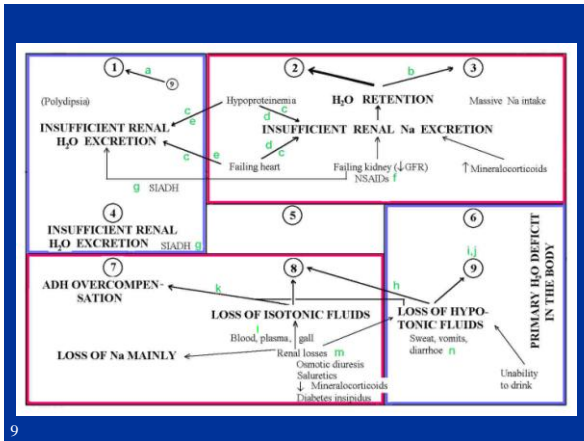 1
a
9
(Polydipsia)
c
e
INSUFFICIENT RENAL
H₂O EXCRETION
c
e
g SIADH
4
INSUFFICIENT RENAL
H₂O EXCRETION SIADH g
2
b
3
Hypoproteinemia
c
d
H₂O RETENTION
Massive Na intake
INSUFFICIENT RENAL Na EXCRETION
d
c
Failing heart
Failing kidney (↓GFR)
NSAIDs f
↑ Mineralocorticoids
5
6
i,j
9
PRIMARY H₂O DEFICIT
IN THE BODY
h
LOSS OF HYPO-
TONIC FLUIDS
Sweat, vomits,
diarrhoe n
Unability
to drink
7
8
ADH OVERCOMPEN-
SATION
k
LOSS OF ISOTONIC FLUIDS
l
Blood, plasma, gall
LOSS OF Na MAINLY
Renal losses m
Osmotic diuresis
Saluretics
↓ Mineralocorticoids
Diabetes insipidus
9